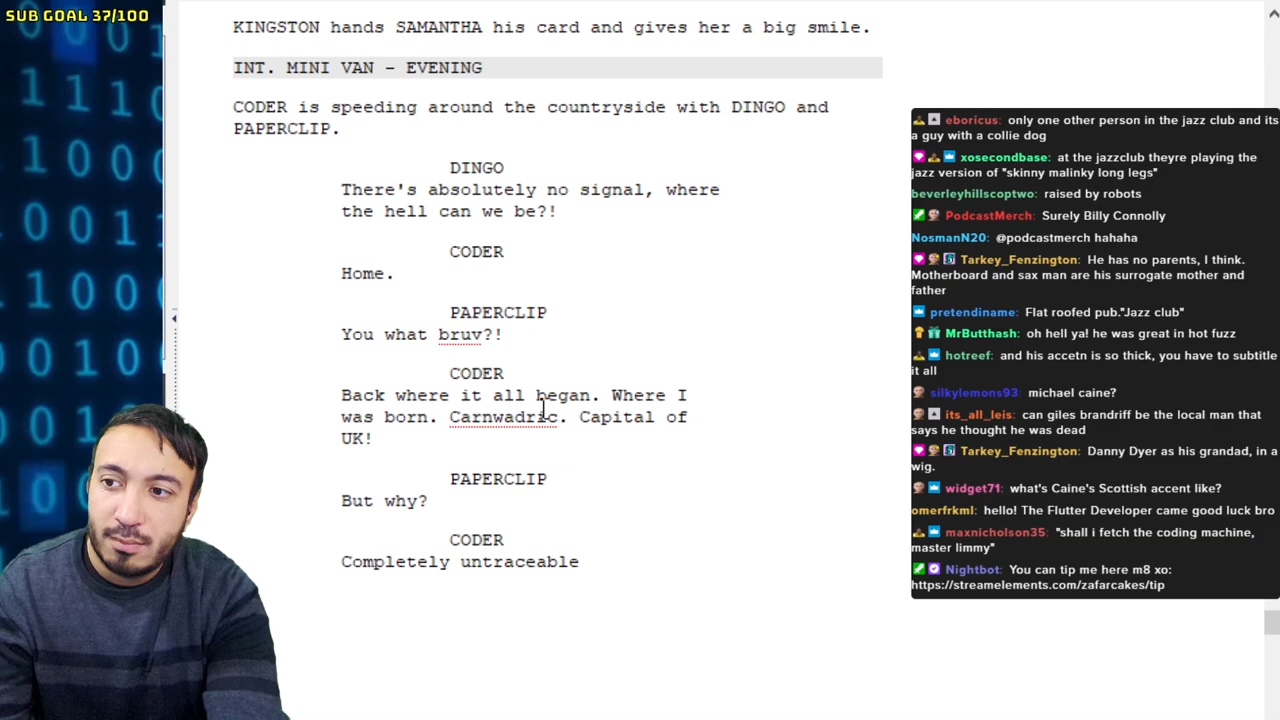 SUB GOAL 37/100
KINGSTON hands SAMANTHA his card and gives her a big smile.
INT. MINI VAN - EVENING
CODER is speeding around the countryside with DINGO and
PAPERCLIP.
DINGO
There's absolutely no signal, where
the hell can we be?!
CODER
Home.
PAPERCLIP
You what bruv?!
CODER
Back where it all began. Where I
was born. Carnwadric. Capital of
UK!
PAPERCLIP
But why?
CODER
Completely untraceable
eboricus: only one other person in the jazz club and its
a guy with a collie dog
xosecondbase: at the jazzclub theyre playing the
jazz version of "skinny malinky long legs"
beverleyhillscoptwo: raised by robots
PodcastMerch: Surely Billy Connolly
NosmanN20: @podcastmerch hahaha
Tarkey_Fenzington: He has no parents, I think.
Motherboard and sax man are his surrogate mother and
father
pretendiname: Flat roofed pub."Jazz club"
MrButthash: oh hell ya! he was great in hot fuzz
hotreef: and his accetn is so thick, you have to subtitle
it all
silkylemons93: michael caine?
its_all_leis: can giles brandriff be the local man that
says he thought he was dead
Tarkey_Fenzington: Danny Dyer as his grandad, in a
wig.
widget71: what's Caine's Scottish accent like?
omerfrkml: hello! The Flutter Developer came good luck bro
maxnicholson35: "shall i fetch the coding machine,
master limmy"
Nightbot: You can tip me here m8 xo:
https://streamelements.com/zafarcakes/tip